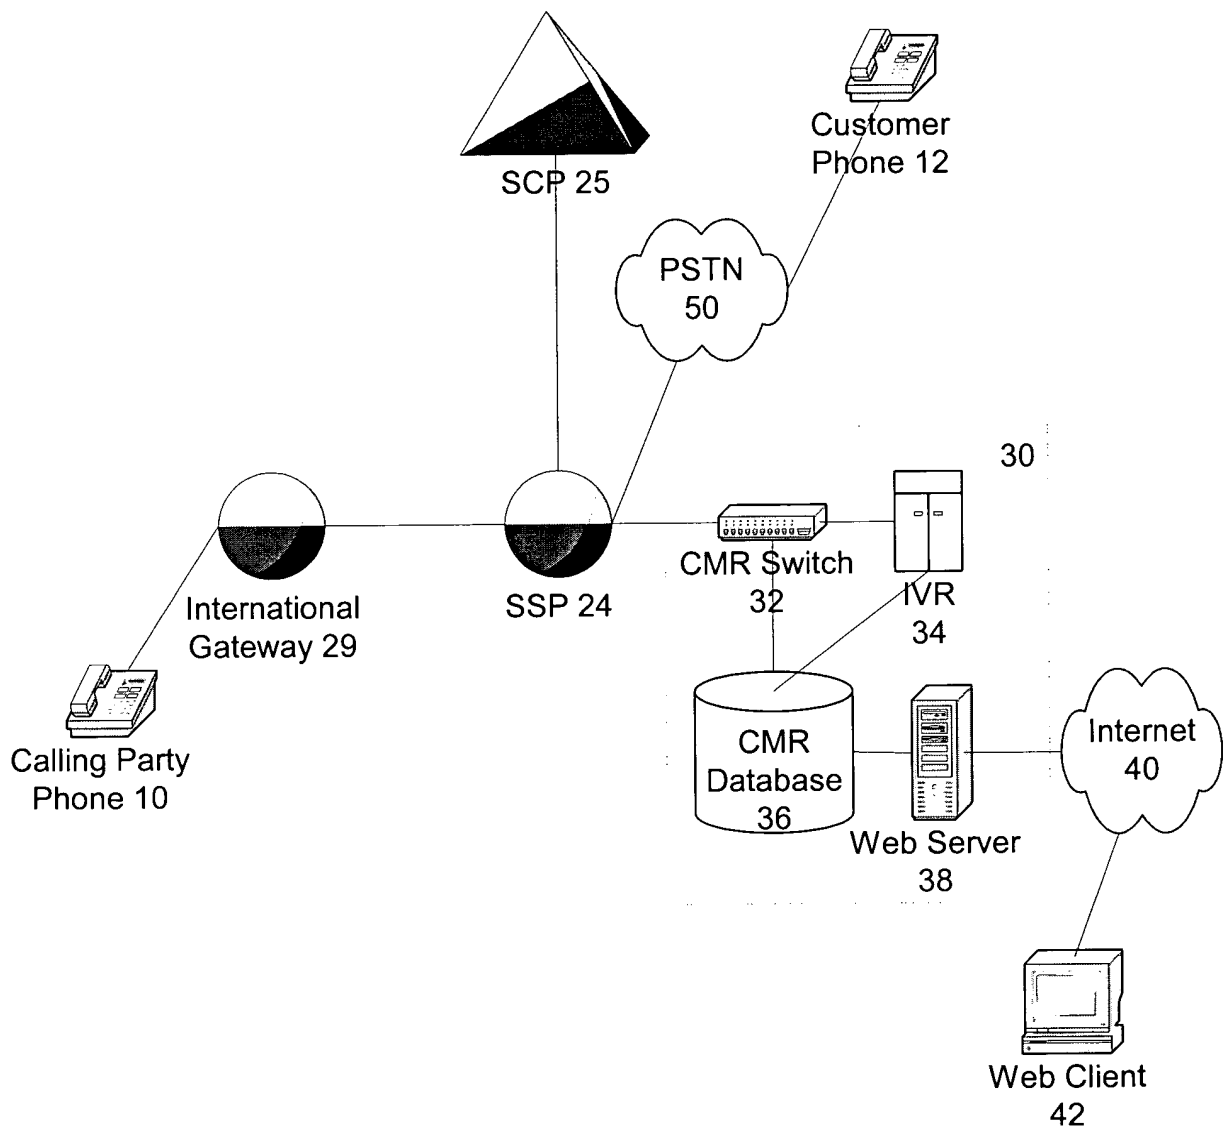 Customer
Phone 12
SCP 25
PSTN
50
30
CMR Switch
32
IVR
34
International
Gateway 29
SSP 24
Calling Party
Phone 10
CMR
Database
36
Internet
40
Web Server
38
Web Client
42